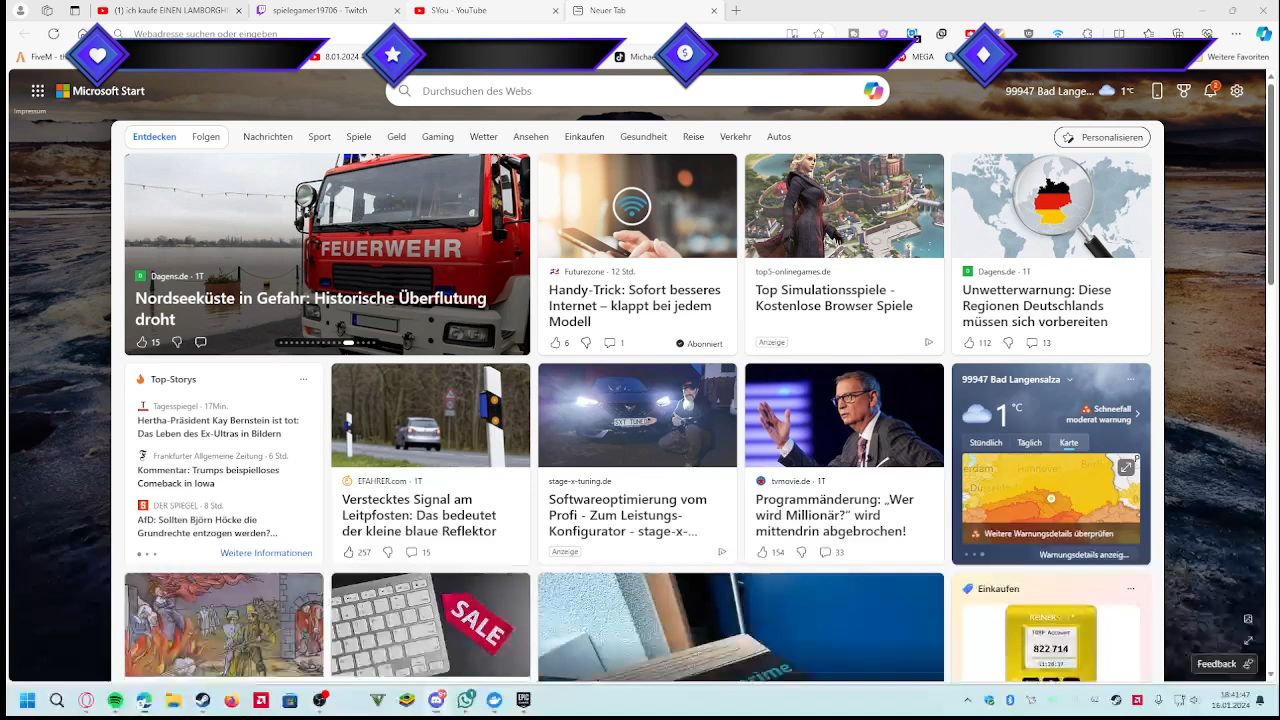 (1) ich kaufe EINEN LAMBORGHI
spielegamer19706 - Twitch
SYou - YouTube
Neuer Tab
Webadresse suchen oder eingeben
FiveM - th
8.01.2024
Michae
MEGA
Weitere Favoriten
Microsoft Start
Durchsuchen des Webs
99947 Bad Lange...
1°C
2
Impressum
Entdecken
Folgen
Nachrichten
Sport
Spiele
Geld
Gaming
Wetter
Ansehen
Einkaufen
Gesundheit
Reise
Verkehr
Autos
Personalisieren
FEUERWEHR
Dagens.de · 1T
Nordseeküste in Gefahr: Historische Überflutung
droht
15
Futurezone · 12 Std.
Handy-Trick: Sofort besseres
Internet – klappt bei jedem
Modell
6
1
Abonniert
top5-onlinegames.de
Top Simulationsspiele -
Kostenlose Browser Spiele
Anzeige
Dagens.de · 1T
Unwetterwarnung: Diese
Regionen Deutschlands
müssen sich vorbereiten
112
13
Top-Storys
Tagesspiegel · 17Min.
Hertha-Präsident Kay Bernstein ist tot:
Das Leben des Ex-Ultras in Bildern
Frankfurter Allgemeine Zeitung · 6 Std.
Kommentar: Trumps beispielloses
Comeback in Iowa
DER SPIEGEL · 8 Std.
AfD: Sollten Björn Höcke die
Grundrechte entzogen werden?...
Weitere Informationen
EFAHRER.com · 1T
Verstecktes Signal am
Leitpfosten: Das bedeutet
der kleine blaue Reflektor
257
15
SXT TUNED
stage-x-tuning.de
Softwareoptimierung vom
Profi - Zum Leistungs-
Konfigurator - stage-x-...
Anzeige
tvmovie.de · 1T
Programmänderung: „Wer
wird Millionär?“ wird
mittendrin abgebrochen!
154
33
99947 Bad Langensalza
1 °C
Schneefall
moderat warnung
Stündlich
Täglich
Karte
Weitere Warnungsdetails überprüfen
Warnungsdetails anzeig...
SALE
prime
Einkaufen
822 714
Feedback
18:41:47
16.01.2024